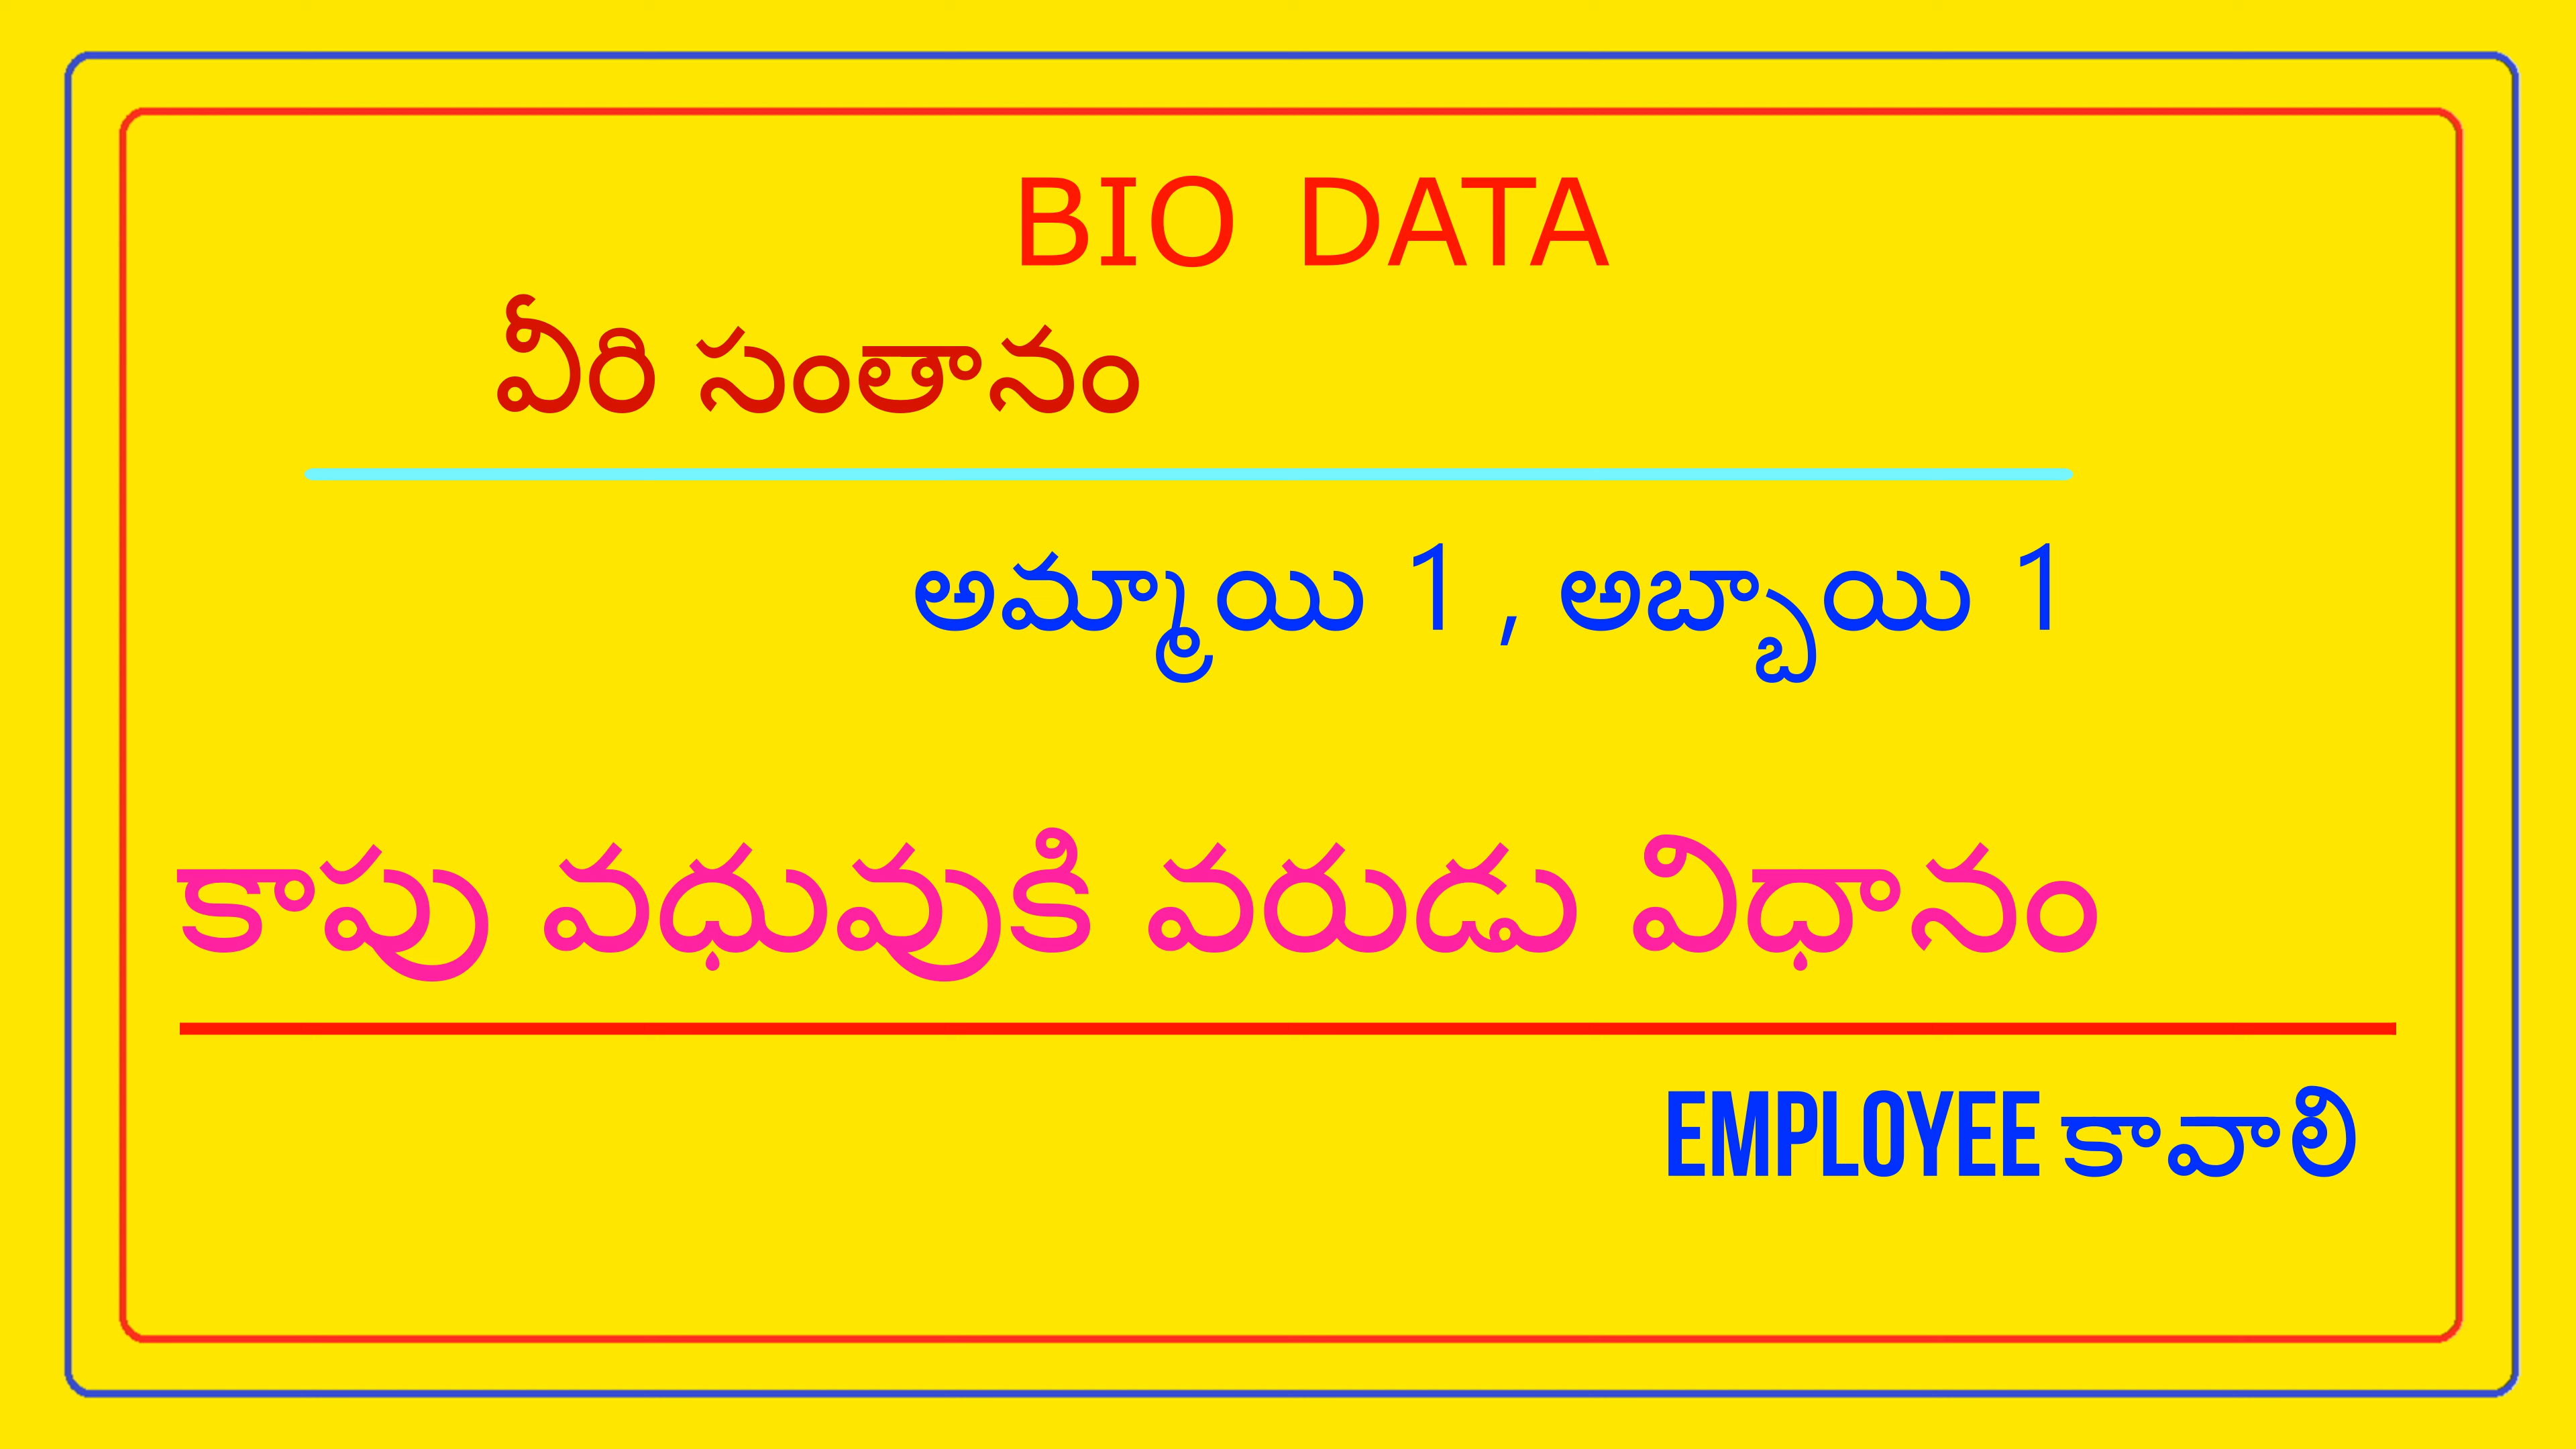 BIO DATA
వీరి సంతానం
అమ్మాయి 1 , అబ్బాయి 1
కాపు వధువుకి వరుడు విధానం
EMPLOYEE కావాలి